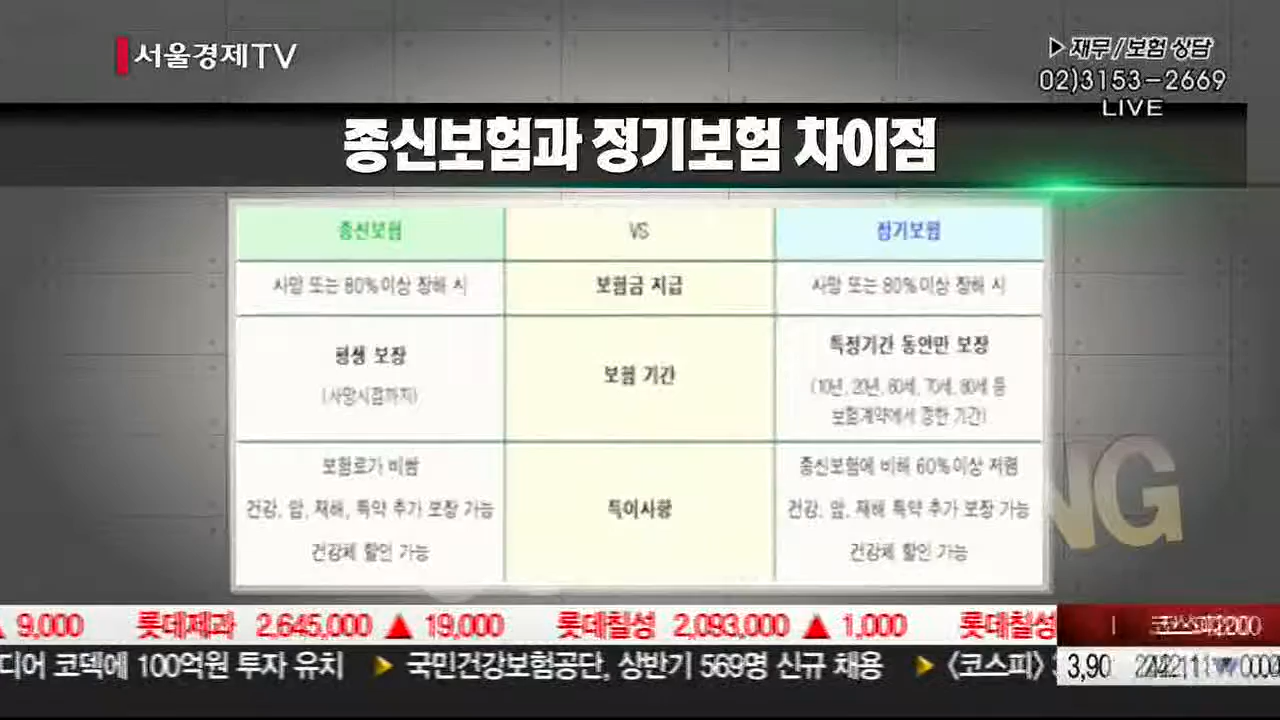 서울경제TV
▶재무/보험 상담
02)3153-2669
LIVE
종신보험과 정기보험 차이점
종신보험 VS 정기보험
사망 또는 80%이상 장해 시 보험금 지급 사망 또는 80%이상 장해 시
평생 보장
(사망시점까지)
보험 기간
특정기간 동안만 보장
(10년, 20년, 60세, 70세, 80세 등
보험계약에서 정한 기간)
보험료가 비쌈
건강, 암, 재해, 특약 추가 보장 가능
건강체 할인 가능
특이사항
종신보험에 비해 60%이상 저렴
건강, 암, 재해 특약 추가 보장 가능
건강체 할인 가능
▲ 9,000 롯데제과 2,645,000 ▲ 19,000 롯데칠성 2,093,000 ▲ 1,000 롯데칠성
디어 코덱에 100억원 투자 유치 ▶ 국민건강보험공단, 상반기 569명 신규 채용 ▶ 〈코스피〉